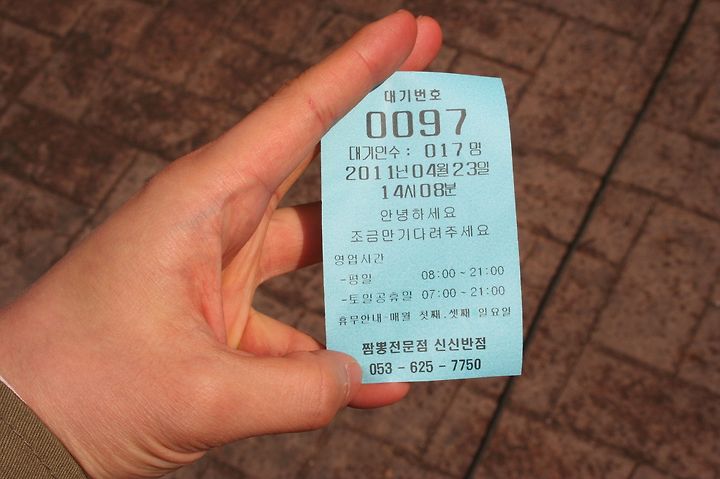 대기번호
0097
대기인수 : 017명
2011년 04월 23일
14시08분
안녕하세요
조금만기다려주세요
영업시간
-평일 08:00 ~ 21:00
-토일공휴일 07:00 ~ 21:00
휴무안내-매월 첫째,셋째 일요일
짬뽕전문점 신신반점
053 - 625 - 7750